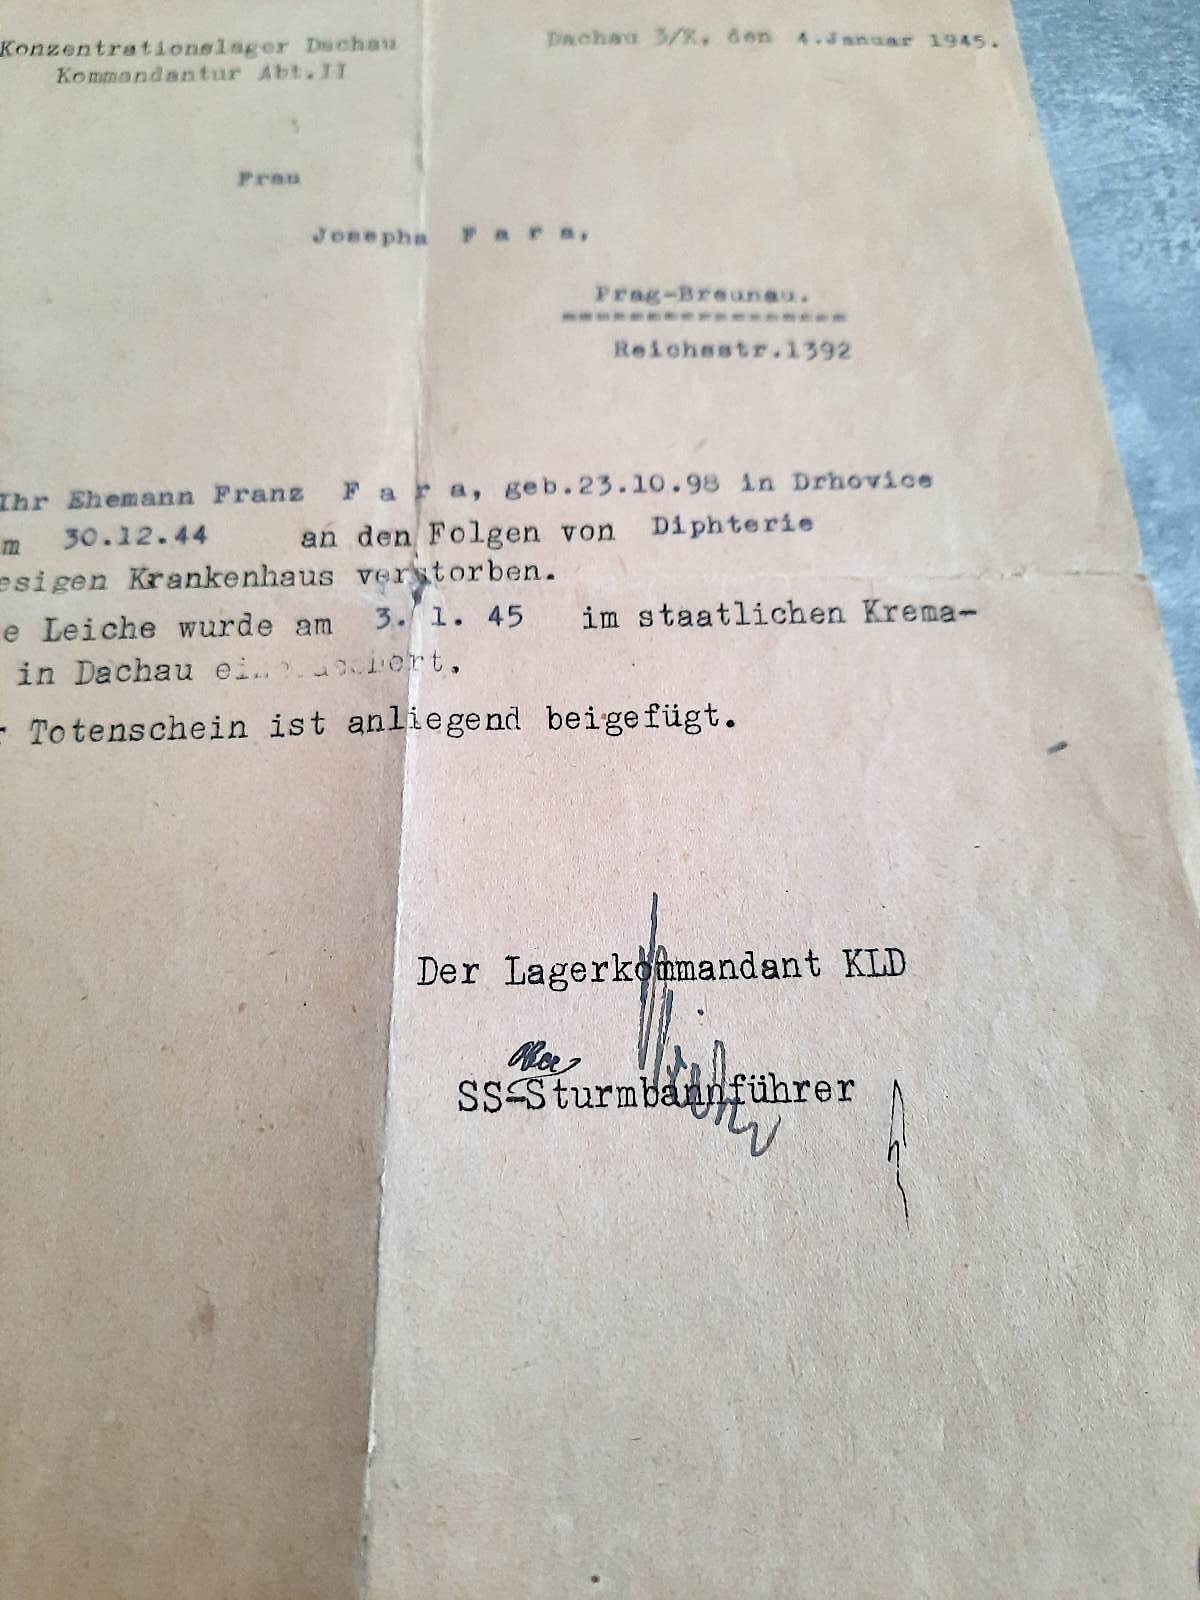 Konzentrationslager Dachau
Kommandantur Abt.II
Dachau 3/K, den 4.Januar 1945.
Frau
Josepha F a r a,
Prag-Breunau.
Reichsstr.1392
Ihr Ehemann Franz F a r a, geb.23.10.98 in Drhovice
m 30.12.44 an den Folgen von Diphterie
esigen Krankenhaus verstorben.
e Leiche wurde am 3. 1. 45 im staatlichen Krema-
in Dachau eingeäschert.
r Totenschein ist anliegend beigefügt.
Der Lagerkommandant KLD
Ober
SS-Sturmbannführer